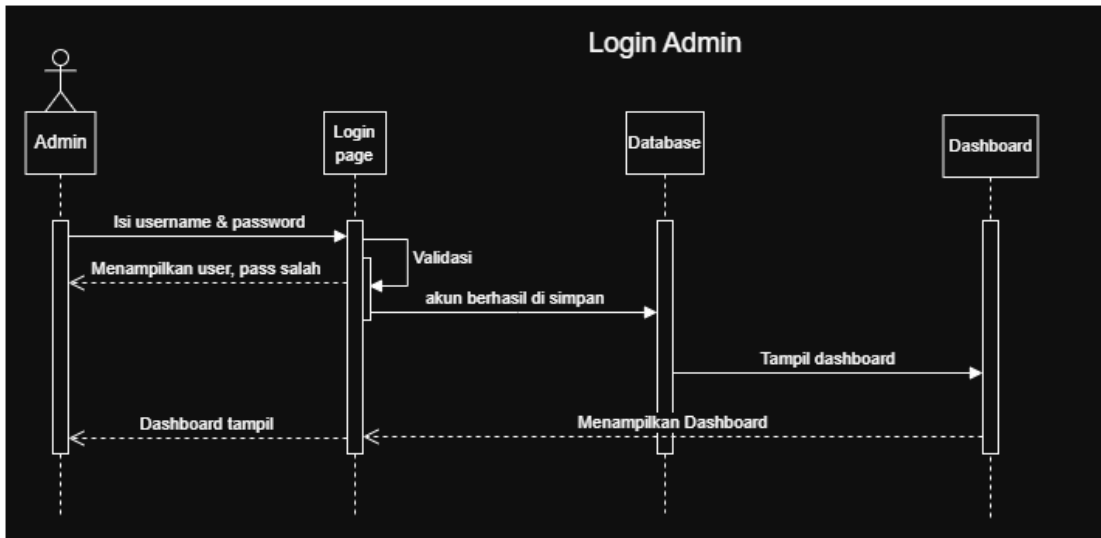 Login Admin
Admin
Login
page
Database
Dashboard
Isi username & password
Validasi
Menampilkan user, pass salah
akun berhasil di simpan
Tampil dashboard
Menampilkan Dashboard
Dashboard tampil